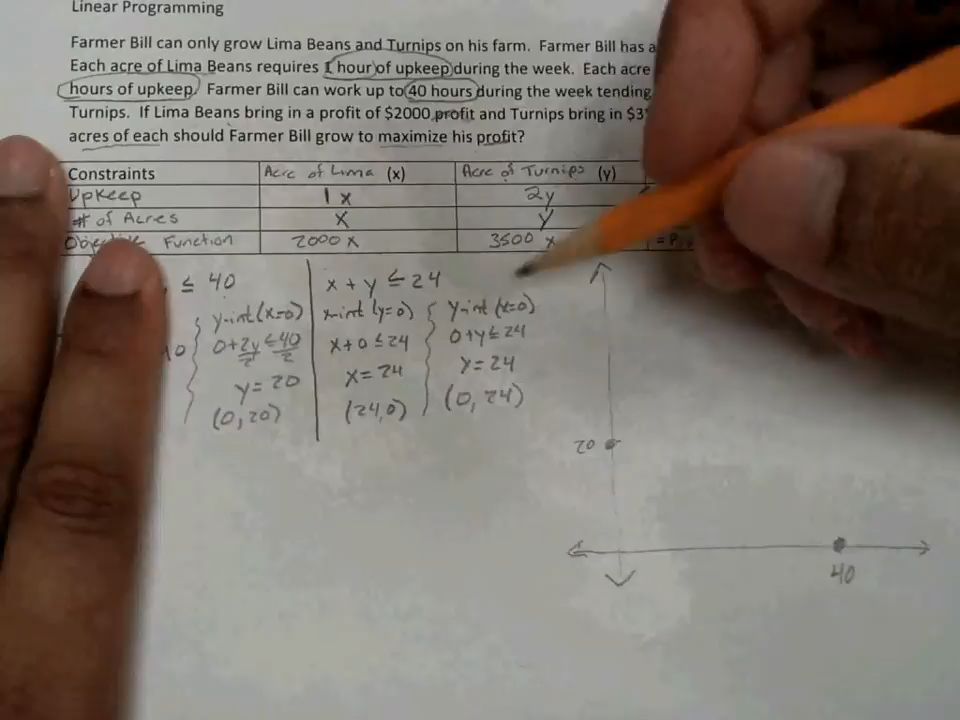 Linear Programming
Farmer Bill can only grow Lima Beans and Turnips on his farm. Farmer Bill has a
Each acre of Lima Beans requires 1 hour of upkeep during the week. Each acre
hours of upkeep. Farmer Bill can work up to 40 hours during the week tending
Turnips. If Lima Beans bring in a profit of $2000 profit and Turnips bring in $3
acres of each should Farmer Bill grow to maximize his profit?
Constraints Acre of Lima (x) Acre of Turnips (y)
Upkeep 1x 2y
# of Acres x y
Objective Function 2000x 3500 x = P
≤ 40 x + y ≤ 24
y-int (x=0) x-int (y=0) y-int (x=0)
0+2y ≤ 40 x+0 ≤ 24 0+y ≤ 24
2 2
y = 20 x = 24 y = 24
(0, 20) (24, 0) (0, 24)
20
40